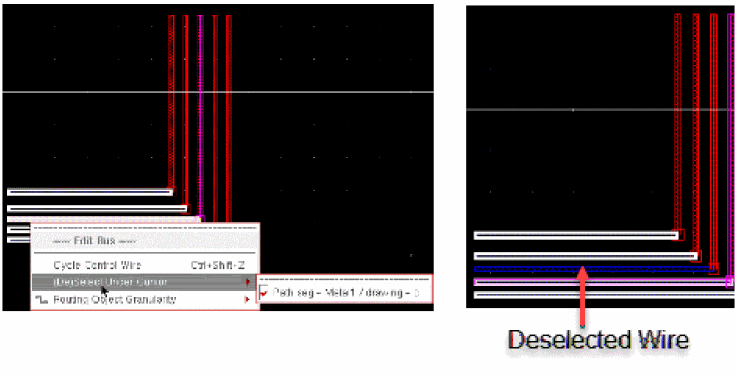 Edit Bus
Cycle Control Wire Ctrl+Shift-Z
(De)Select Under Cursor
Path seg - Metal1 / drawing -
Routing Object Granularity
Deselected Wire